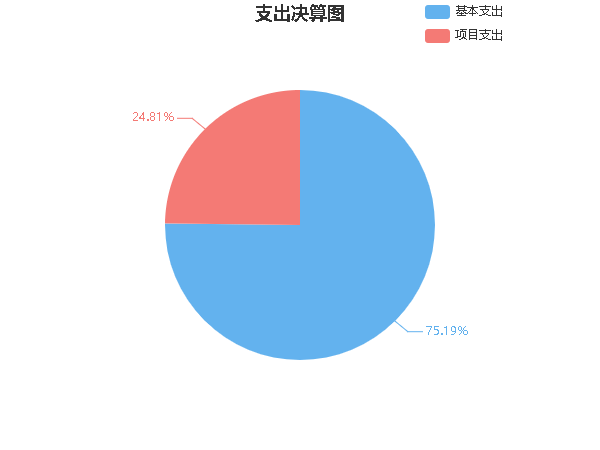 支出决算图
基本支出
项目支出
24.81%
75.19%